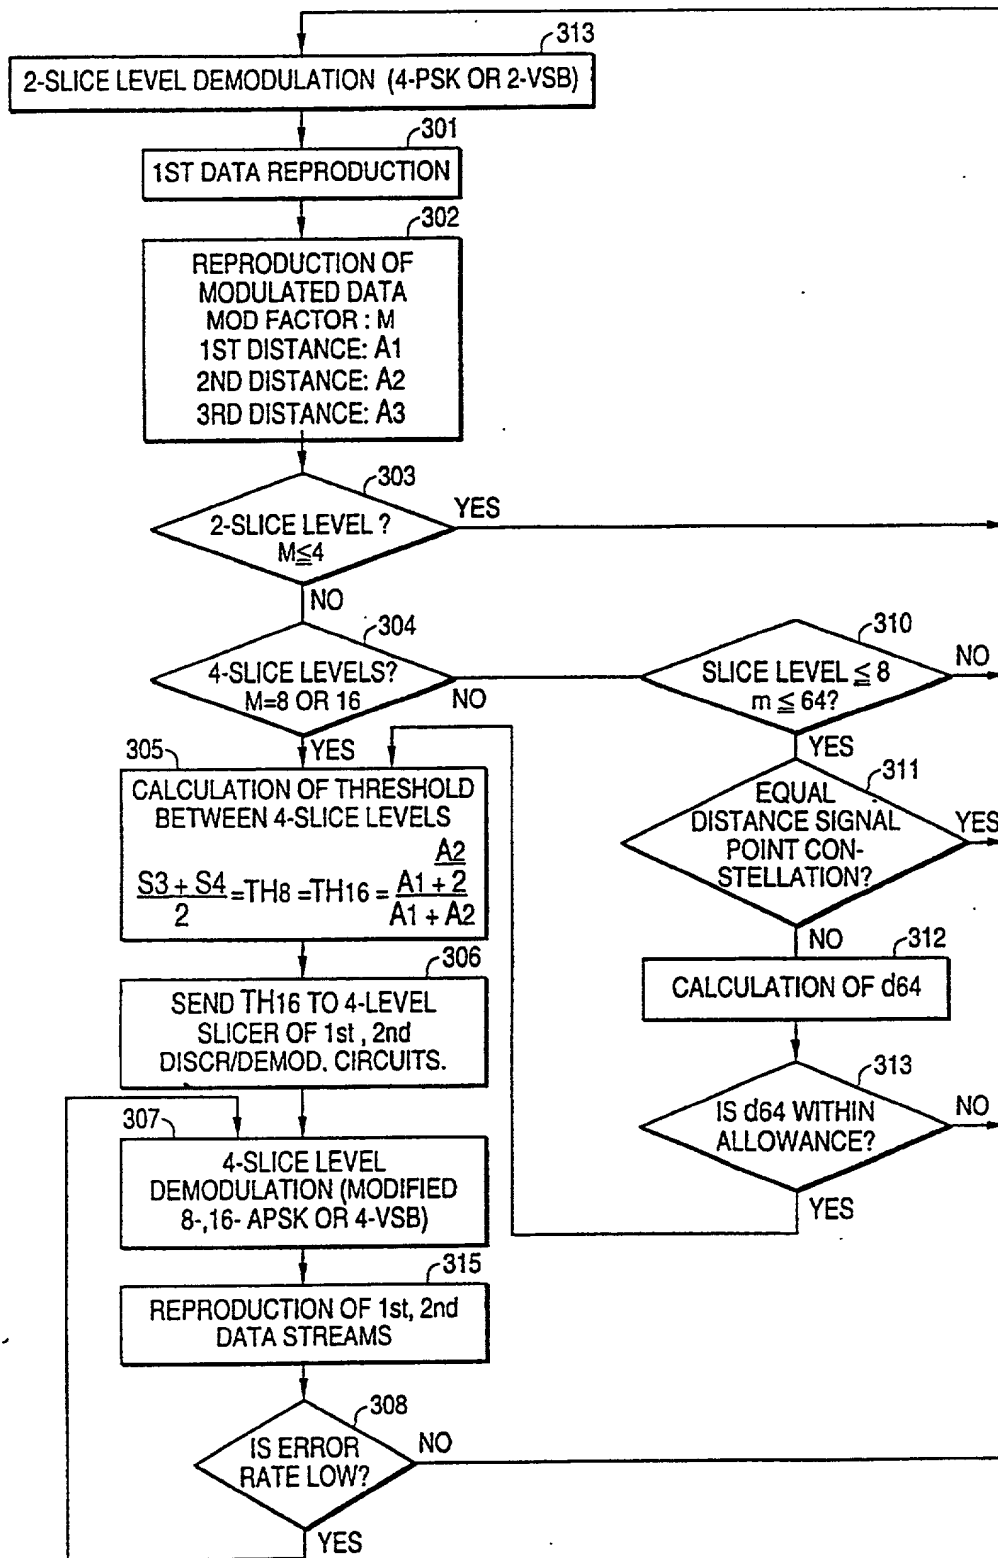 313
2-SLICE LEVEL DEMODULATION (4-PSK OR 2-VSB)
301
1ST DATA REPRODUCTION
302
REPRODUCTION OF
MODULATED DATA
MOD FACTOR : M
1ST DISTANCE: A1
2ND DISTANCE: A2
3RD DISTANCE: A3
303
2-SLICE LEVEL ?
M≦4
YES
NO
304
4-SLICE LEVELS?
M=8 OR 16
NO
YES
310
SLICE LEVEL ≦ 8
m ≦ 64?
NO
YES
305
CALCULATION OF THRESHOLD
BETWEEN 4-SLICE LEVELS
S3 + S4 / 2 =TH8 =TH16 = A1 + A2/2 / A1 + A2
311
EQUAL
DISTANCE SIGNAL
POINT CON-
STELLATION?
YES
NO
306
SEND TH16 TO 4-LEVEL
SLICER OF 1st, 2nd
DISCR/DEMOD. CIRCUITS.
312
CALCULATION OF d64
313
IS d64 WITHIN
ALLOWANCE?
NO
YES
307
4-SLICE LEVEL
DEMODULATION (MODIFIED
8-,16- APSK OR 4-VSB)
315
REPRODUCTION OF 1st, 2nd
DATA STREAMS
308
IS ERROR
RATE LOW?
NO
YES